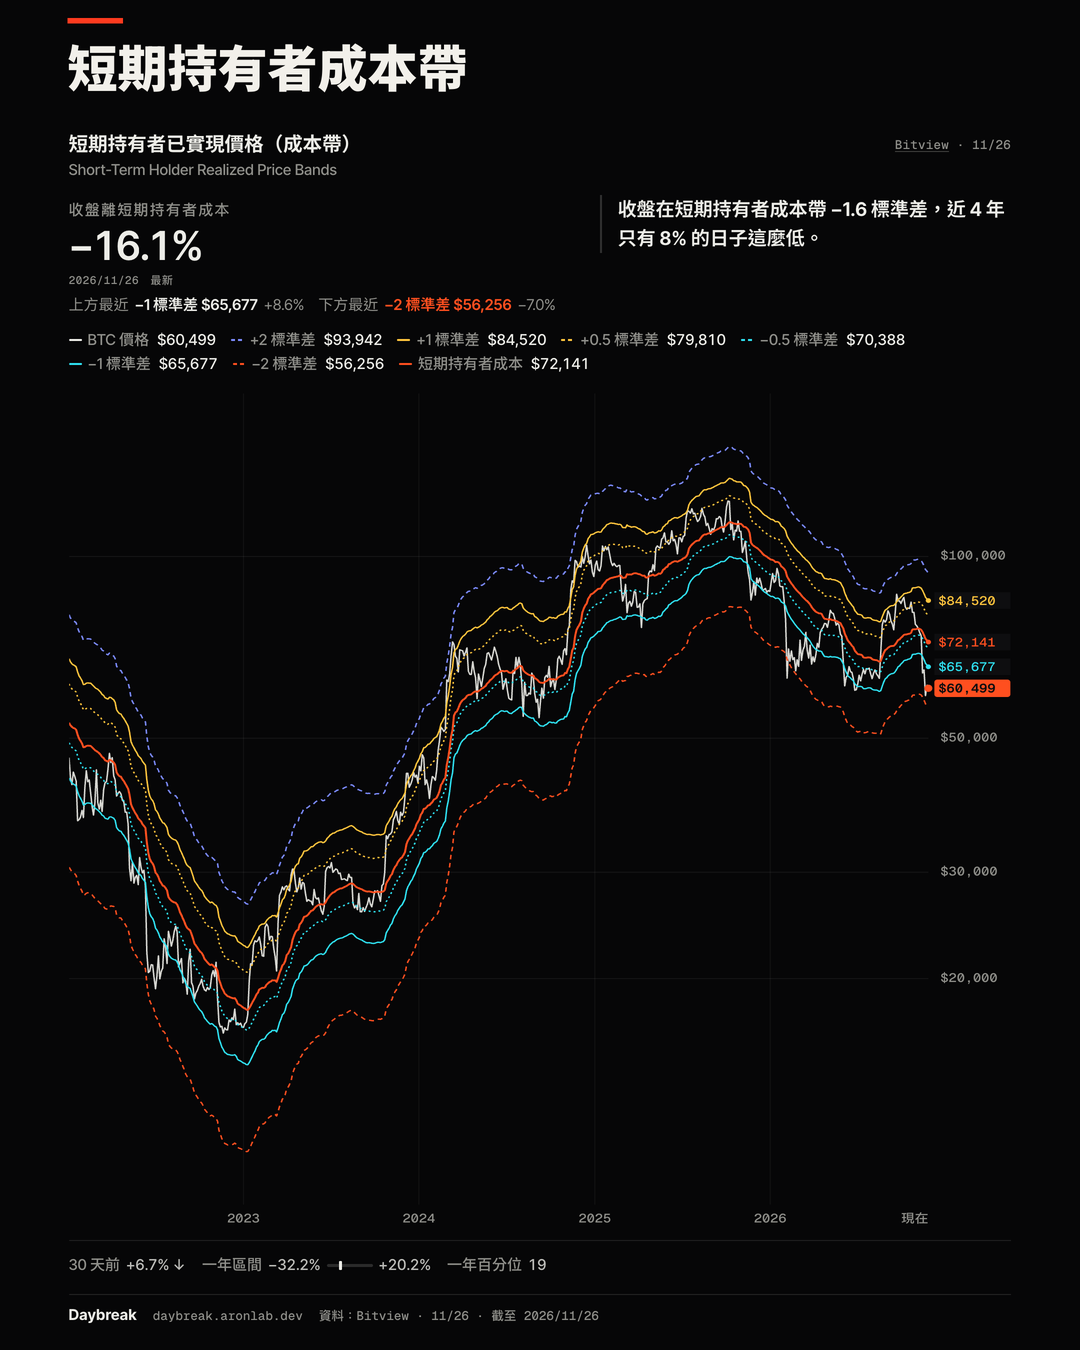 短期持有者成本帶
短期持有者已實現價格（成本帶）
Bitview · 11/26
Short-Term Holder Realized Price Bands
收盤離短期持有者成本
−16.1%
2026/11/26 最新
收盤在短期持有者成本帶 −1.6 標準差，近 4 年
只有 8% 的日子這麼低。
上方最近 −1 標準差 $65,677 +8.6% 下方最近 −2 標準差 $56,256 −7.0%
BTC 價格 $60,499 +2 標準差 $93,942 +1 標準差 $84,520 +0.5 標準差 $79,810 −0.5 標準差 $70,388
−1 標準差 $65,677 −2 標準差 $56,256 短期持有者成本 $72,141
$100,000
$84,520
$72,141
$65,677
$60,499
$50,000
$30,000
$20,000
2023 2024 2025 2026 現在
30 天前 +6.7% ↓ 一年區間 −32.2% +20.2% 一年百分位 19
Daybreak daybreak.aronlab.dev 資料：Bitview · 11/26 · 截至 2026/11/26